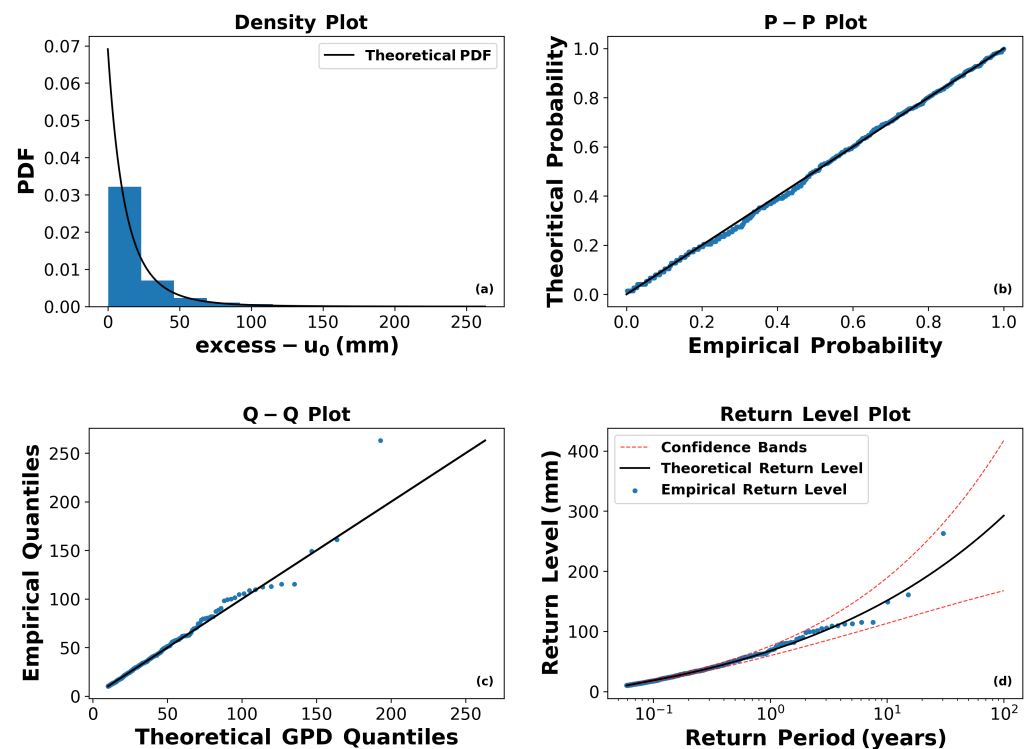 Density Plot
0.07
0.06
0.05
0.04
0.03
0.02
0.01
0.00
PDF
Theoretical PDF
(a)
0 50 100 150 200 250
excess − u₀ (mm)
P − P Plot
1.0
0.8
0.6
0.4
0.2
0.0
Theoritical Probability
(b)
0.0 0.2 0.4 0.6 0.8 1.0
Empirical Probability
Q − Q Plot
250
200
150
100
50
0
Empirical Quantiles
(c)
0 50 100 150 200 250
Theoretical GPD Quantiles
Return Level Plot
400
300
200
100
0
Return Level (mm)
Confidence Bands
Theoretical Return Level
Empirical Return Level
(d)
10⁻¹ 10⁰ 10¹ 10²
Return Period (years)